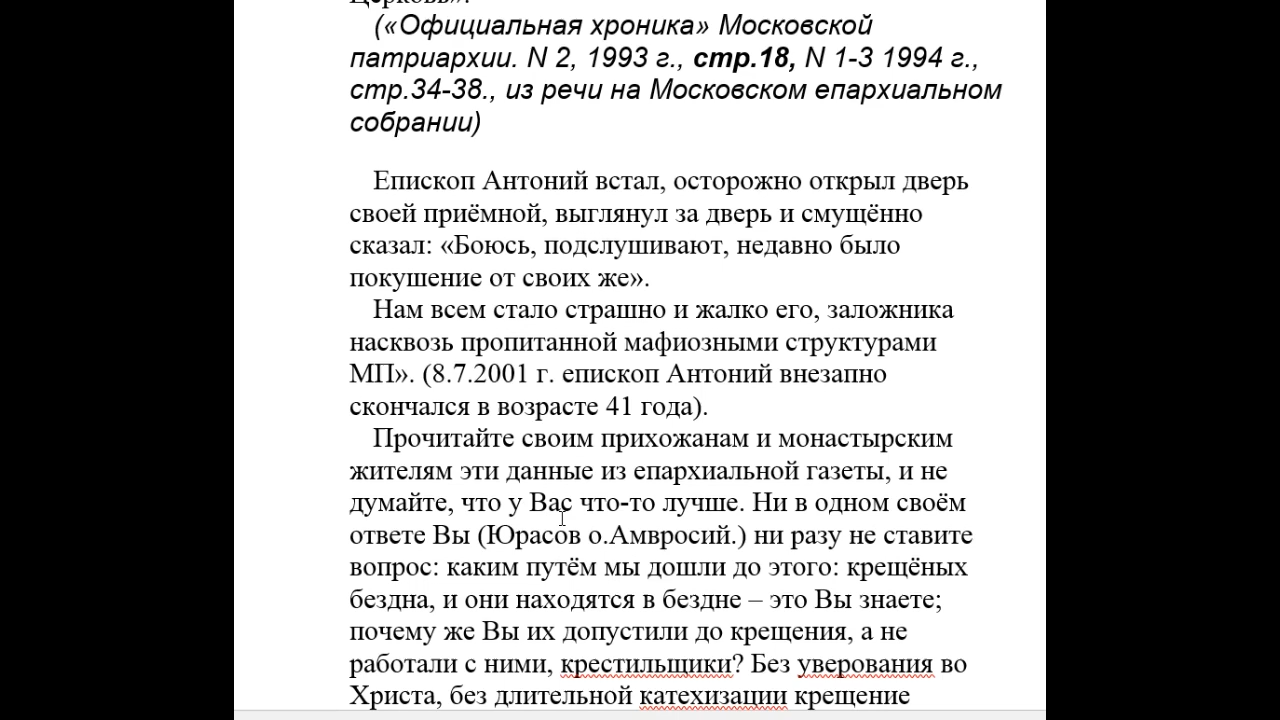 Церковь».
(«Официальная хроника» Московской
патриархии. N 2, 1993 г., стр.18, N 1-3 1994 г.,
стр.34-38., из речи на Московском епархиальном
собрании)
Епископ Антоний встал, осторожно открыл дверь
своей приёмной, выглянул за дверь и смущённо
сказал: «Боюсь, подслушивают, недавно было
покушение от своих же».
Нам всем стало страшно и жалко его, заложника
насквозь пропитанной мафиозными структурами
МП». (8.7.2001 г. епископ Антоний внезапно
скончался в возрасте 41 года).
Прочитайте своим прихожанам и монастырским
жителям эти данные из епархиальной газеты, и не
думайте, что у Вас что-то лучше. Ни в одном своём
ответе Вы (Юрасов о.Амвросий.) ни разу не ставите
вопрос: каким путём мы дошли до этого: крещёных
бездна, и они находятся в бездне – это Вы знаете;
почему же Вы их допустили до крещения, а не
работали с ними, крестильщики? Без уверования во
Христа, без длительной катехизации крещение